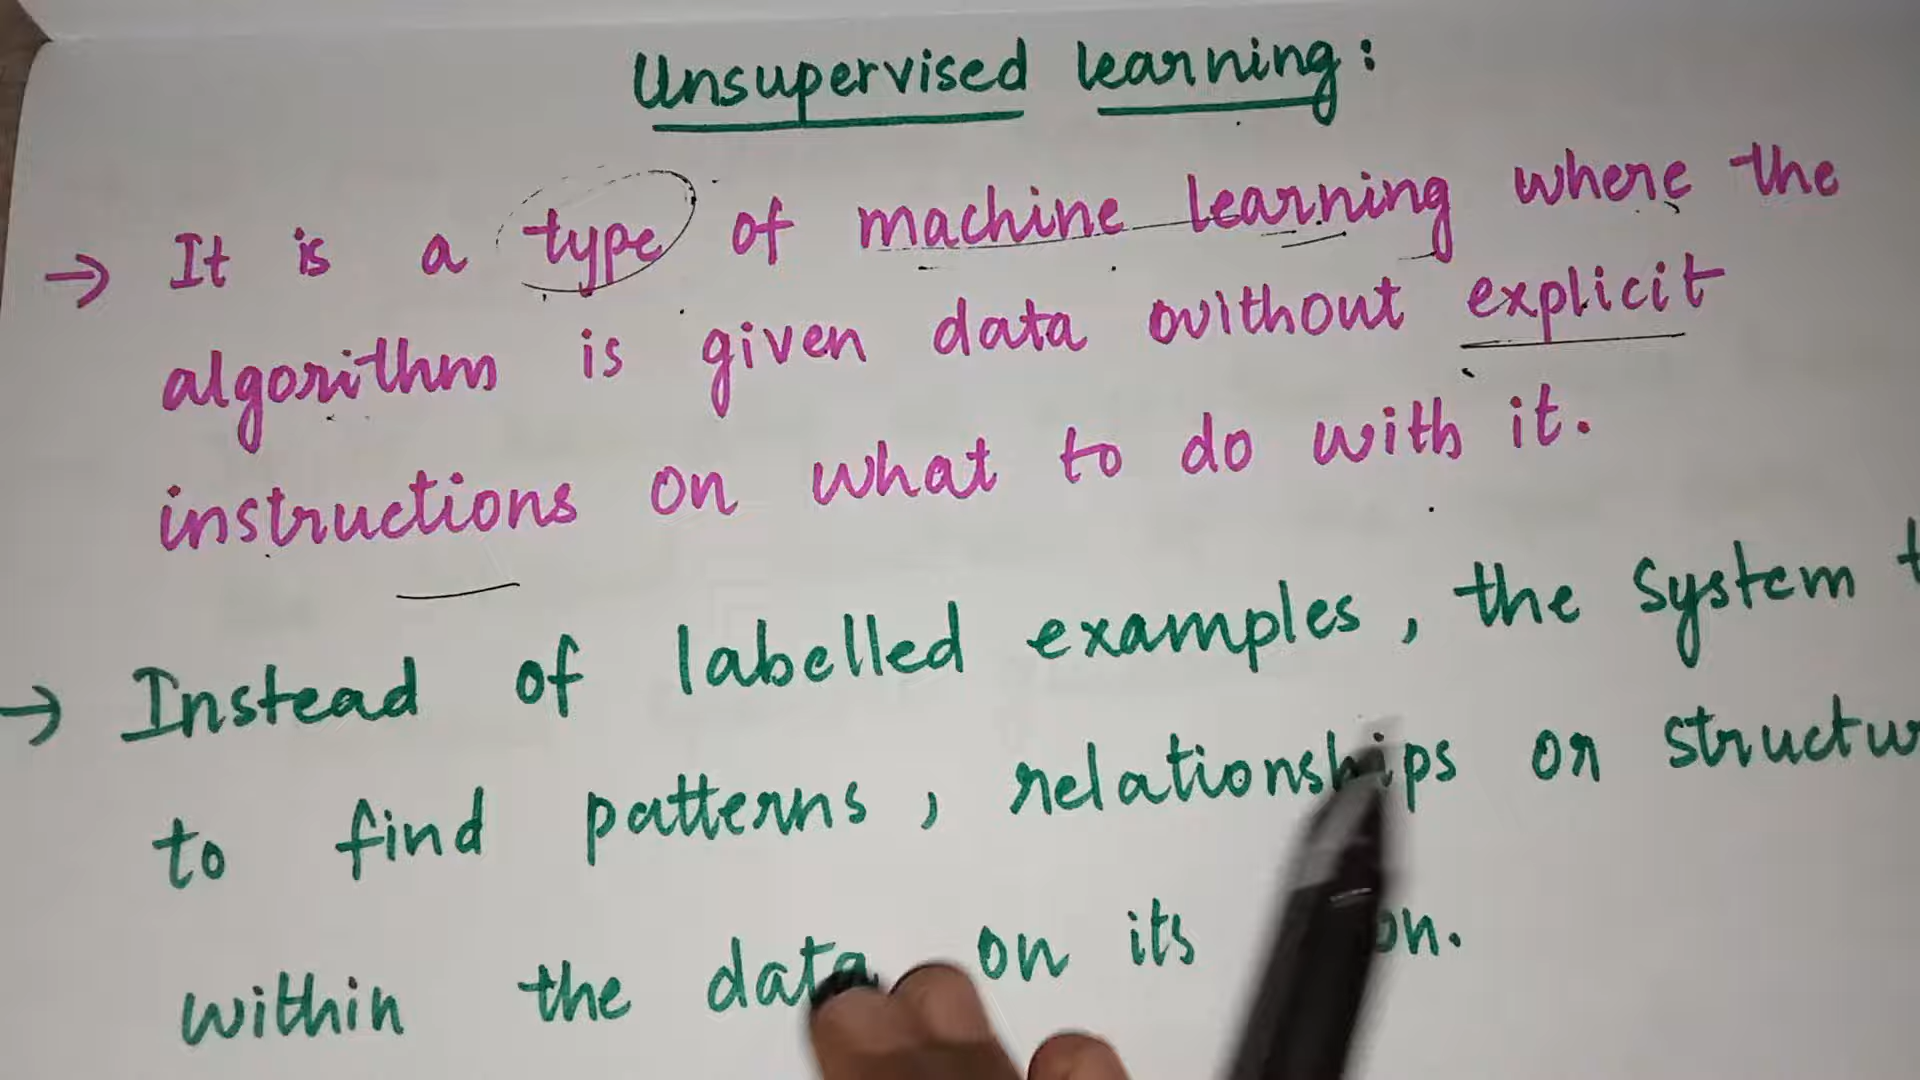 Unsupervised learning:
→ It is a type of machine learning where the
algorithm is given data without explicit
instructions on what to do with it.
→ Instead of labelled examples, the system
to find patterns, relationships or
within the data on its